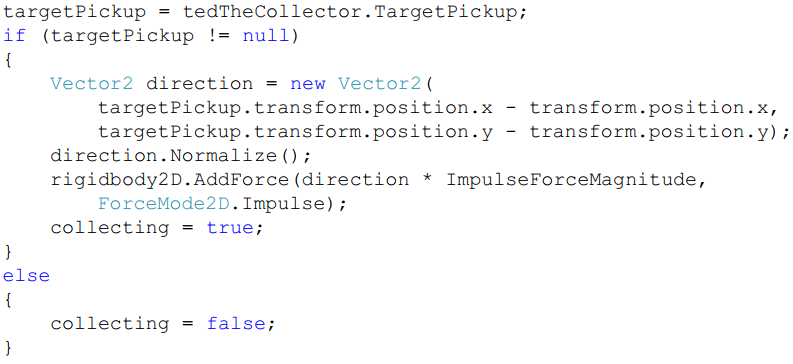 targetPickup = tedTheCollector.TargetPickup;
if (targetPickup != null)
{
    Vector2 direction = new Vector2(
        targetPickup.transform.position.x - transform.position.x,
        targetPickup.transform.position.y - transform.position.y);
    direction.Normalize();
    rigidbody2D.AddForce(direction * ImpulseForceMagnitude,
        ForceMode2D.Impulse);
    collecting = true;
}
else
{
    collecting = false;
}